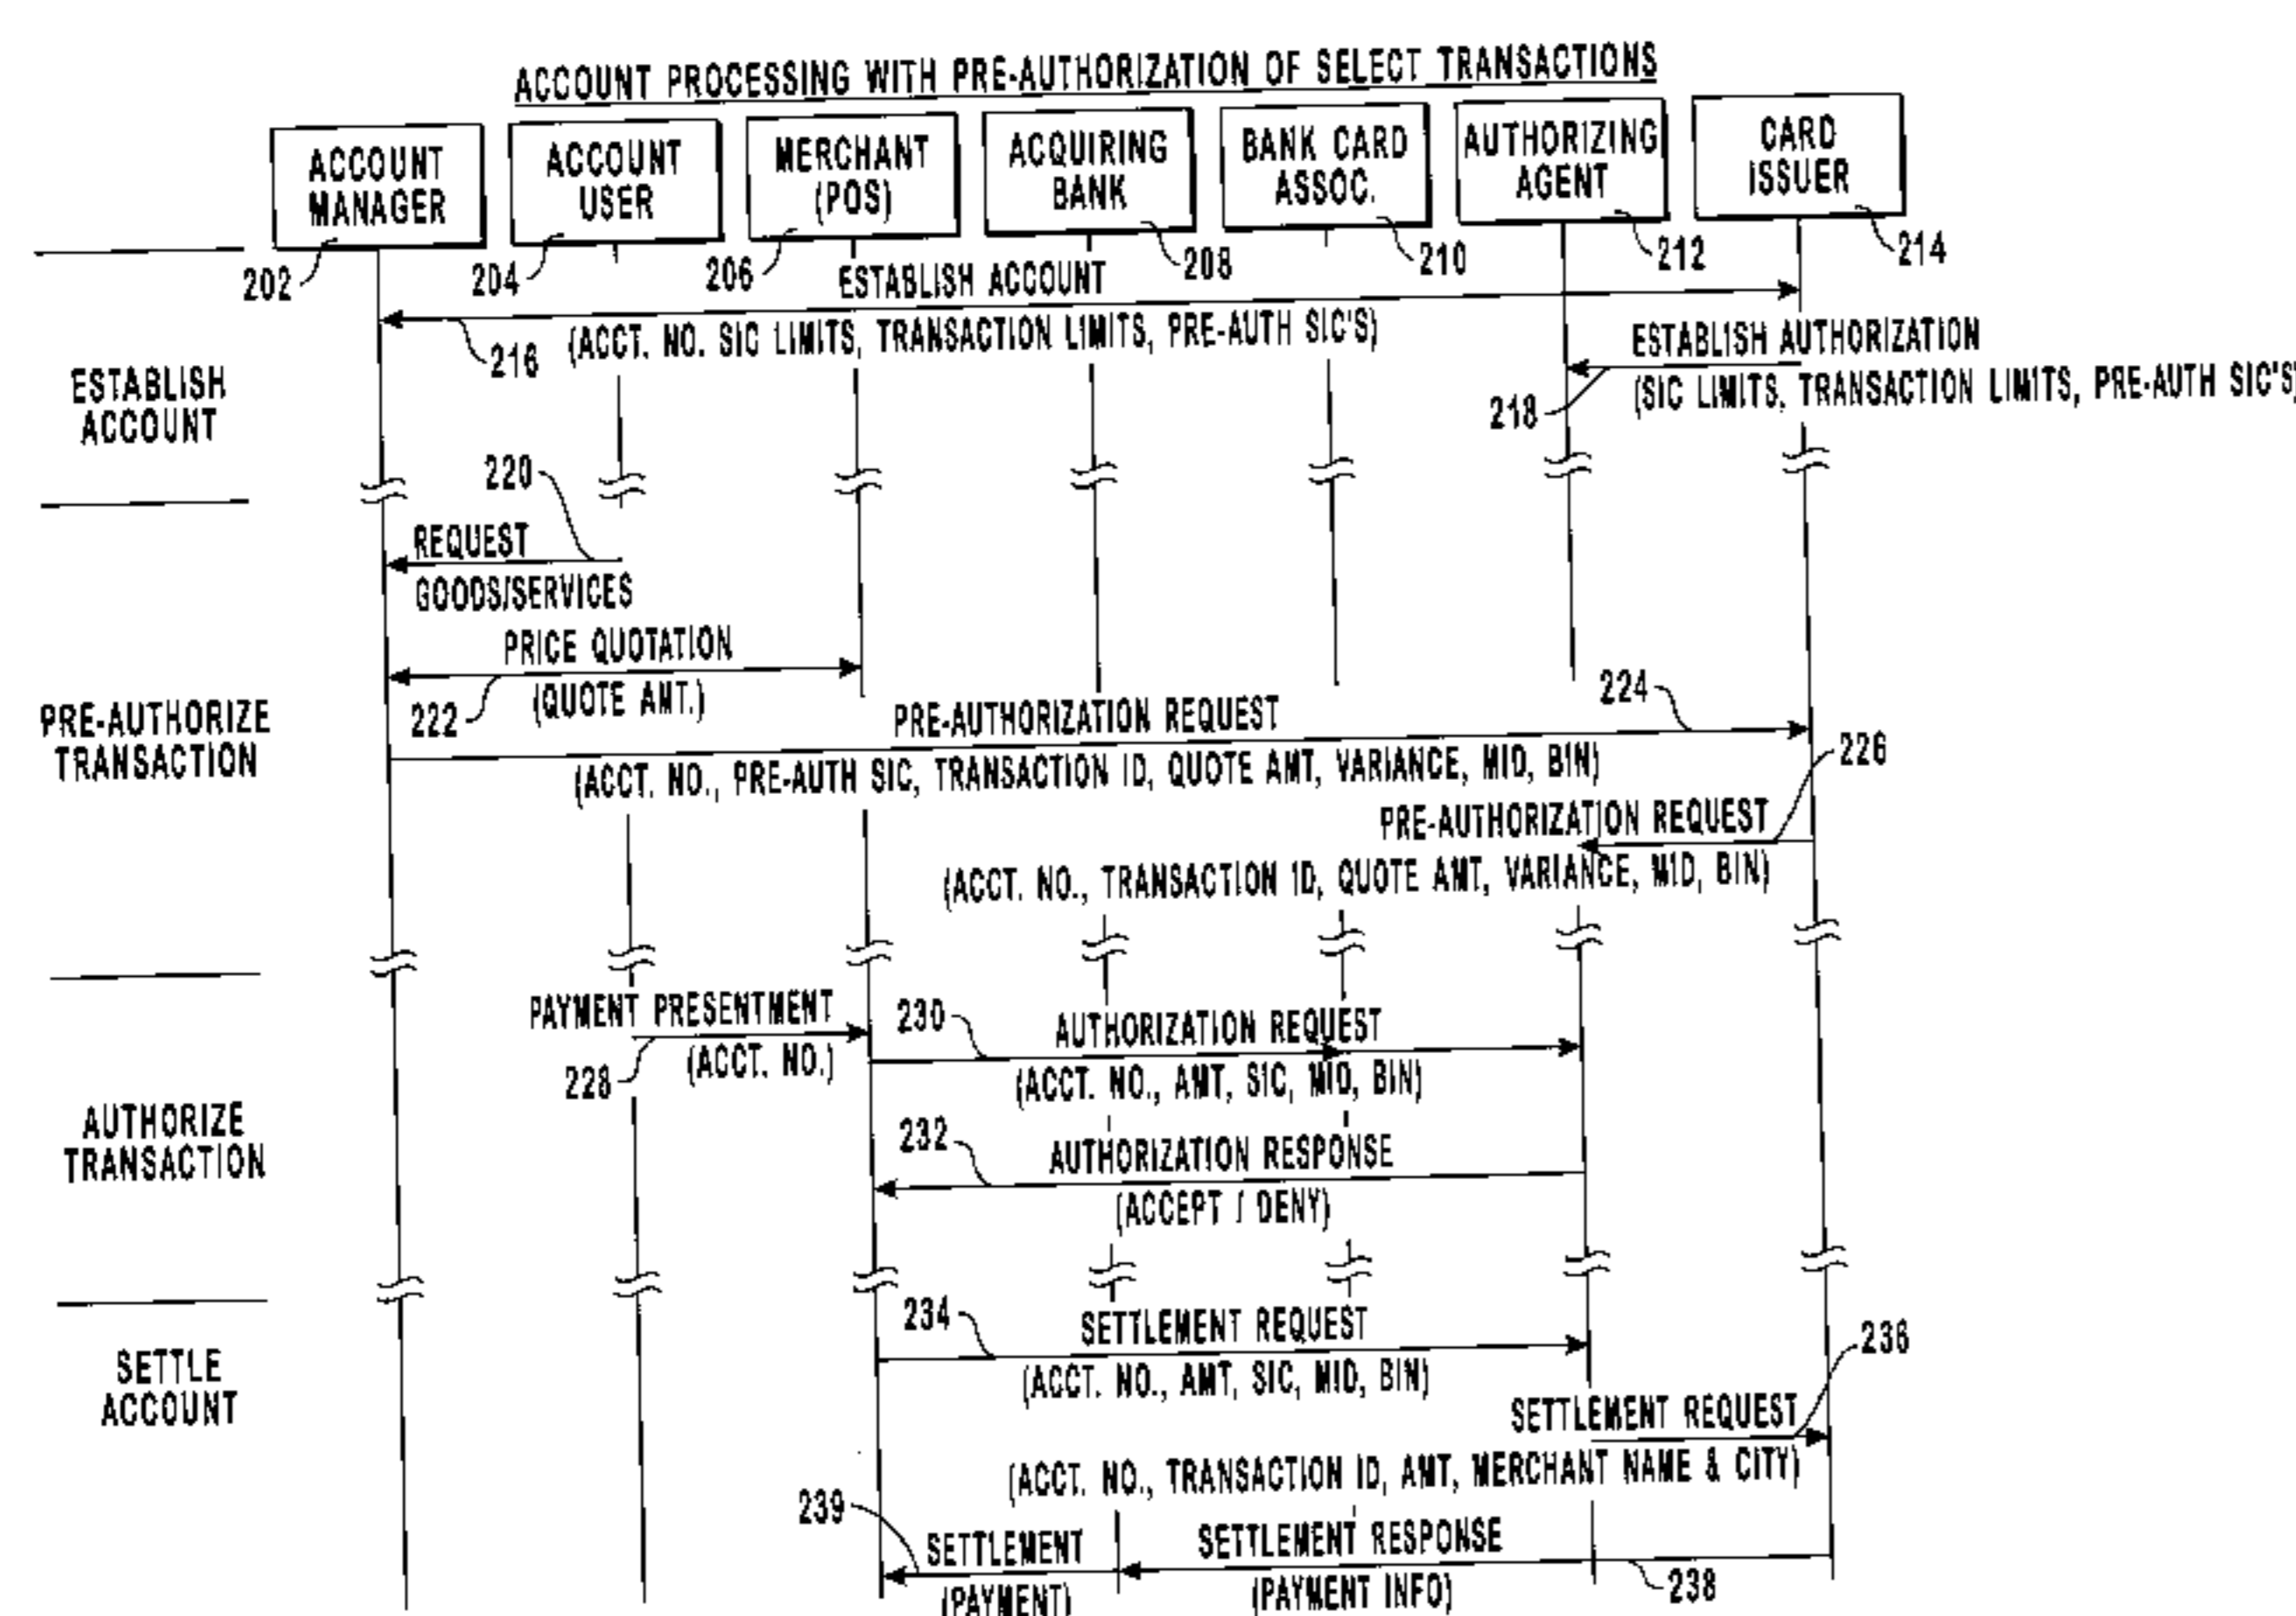 ACCOUNT PROCESSING WITH PRE-AUTHORIZATION OF SELECT TRANSACTIONS
ACCOUNT
MANAGER
ACCOUNT
USER
MERCHANT
(POS)
ACQUIRING
BANK
BANK CARD
ASSOC.
AUTHORIZING
AGENT
CARD
ISSUER
202
204
206
208
210
212
214
ESTABLISH ACCOUNT
216
(ACCT. NO. SIC LIMITS, TRANSACTION LIMITS, PRE-AUTH SIC'S)
ESTABLISH AUTHORIZATION
218
(SIC LIMITS, TRANSACTION LIMITS, PRE-AUTH SIC'S)
ESTABLISH
ACCOUNT
220
REQUEST
GOODS/SERVICES
PRICE QUOTATION
222
(QUOTE AMT.)
224
PRE-AUTHORIZE
TRANSACTION
PRE-AUTHORIZATION REQUEST
(ACCT. NO., PRE-AUTH SIC, TRANSACTION ID, QUOTE AMT, VARIANCE, MID, BIN)
226
PRE-AUTHORIZATION REQUEST
(ACCT. NO., TRANSACTION ID, QUOTE AMT, VARIANCE, MID, BIN)
PAYMENT PRESENTMENT
228
(ACCT. NO.)
230
AUTHORIZATION REQUEST
(ACCT. NO., AMT, SIC, MID, BIN)
AUTHORIZE
TRANSACTION
232
AUTHORIZATION RESPONSE
(ACCEPT / DENY)
234
SETTLEMENT REQUEST
(ACCT. NO., AMT, SIC, MID, BIN)
SETTLE
ACCOUNT
236
SETTLEMENT REQUEST
(ACCT. NO., TRANSACTION ID, AMT, MERCHANT NAME & CITY)
239
SETTLEMENT
(PAYMENT)
SETTLEMENT RESPONSE
(PAYMENT INFO)
238